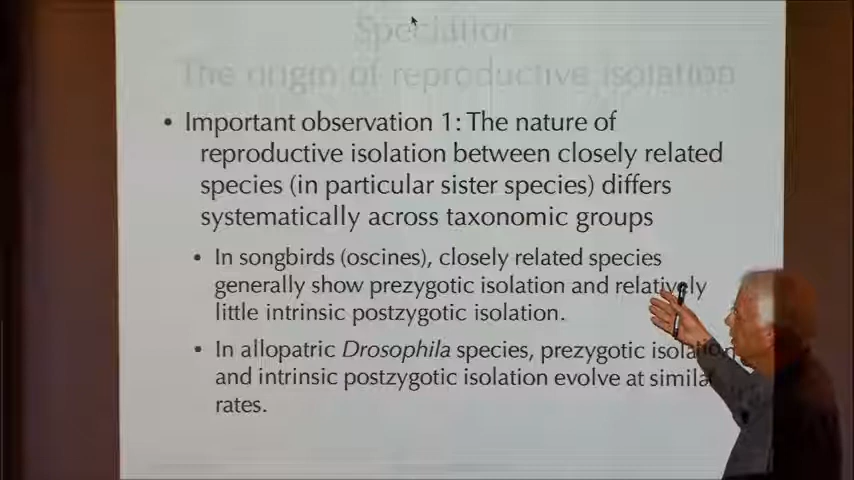 Speciation
The origin of reproductive isolation
• Important observation 1: The nature of
reproductive isolation between closely related
species (in particular sister species) differs
systematically across taxonomic groups
• In songbirds (oscines), closely related species
generally show prezygotic isolation and relatively
little intrinsic postzygotic isolation.
• In allopatric Drosophila species, prezygotic isolation
and intrinsic postzygotic isolation evolve at similar
rates.